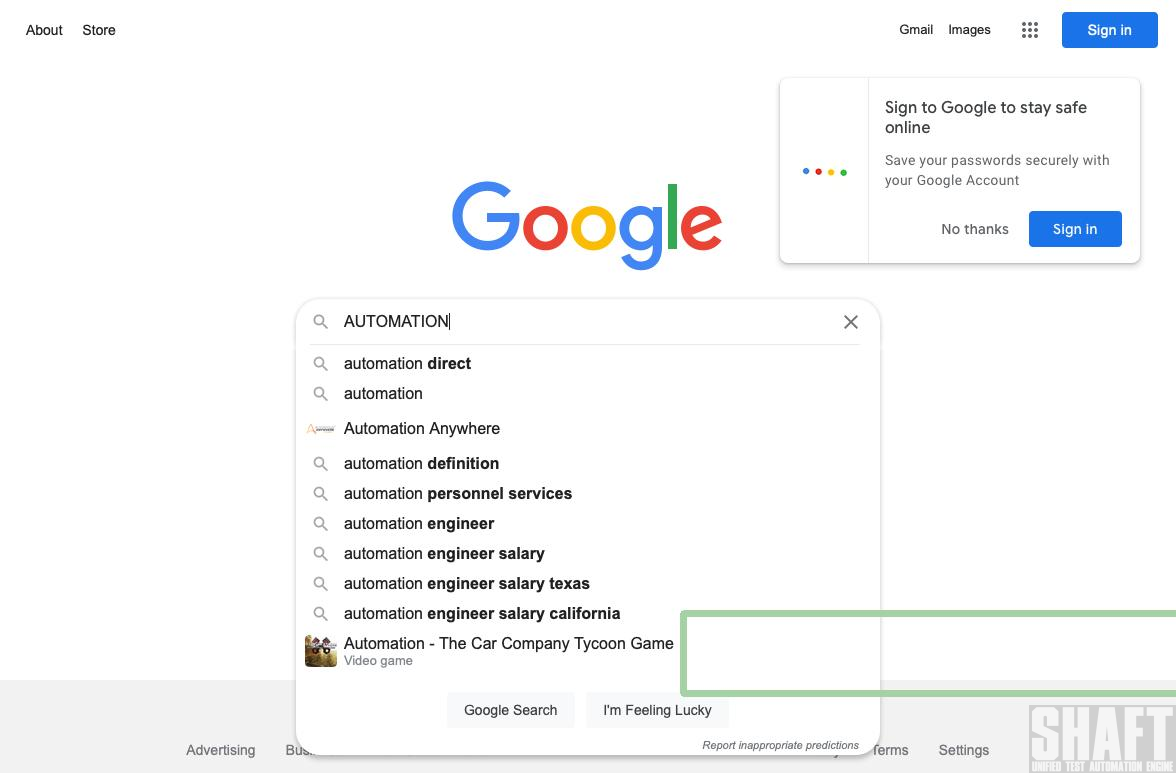 About Store Gmail Images Sign in
Sign to Google to stay safe
online
Save your passwords securely with
your Google Account
No thanks Sign in
Google
AUTOMATION
automation direct
automation
Automation Anywhere
automation definition
automation personnel services
automation engineer
automation engineer salary
automation engineer salary texas
automation engineer salary california
Automation - The Car Company Tycoon Game
Video game
Google Search I'm Feeling Lucky
Report inappropriate predictions
Advertising Terms Settings
SHAFT
UNIFIED TEST AUTOMATION ENGINE